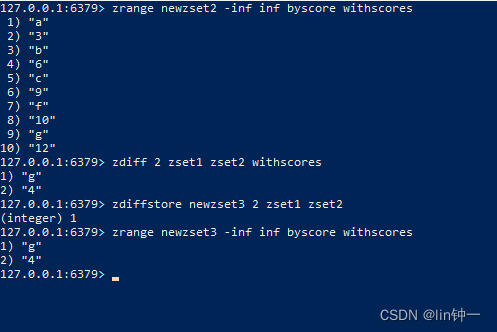 127.0.0.1:6379> zrange newzset2 -inf inf byscore withscores
1) "a"
2) "3"
3) "b"
4) "6"
5) "c"
6) "9"
7) "f"
8) "10"
9) "g"
10) "12"
127.0.0.1:6379> zdiff 2 zset1 zset2 withscores
1) "g"
2) "4"
127.0.0.1:6379> zdiffstore newzset3 2 zset1 zset2
(integer) 1
127.0.0.1:6379> zrange newzset3 -inf inf byscore withscores
1) "g"
2) "4"
127.0.0.1:6379>
CSDN @lin钟一